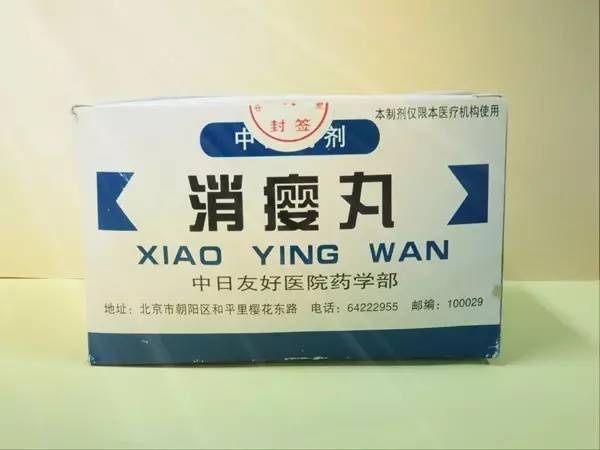 封签
本制剂仅限本医疗机构使用
中 剂
消瘿丸
XIAO YING WAN
中日友好医院药学部
地址：北京市朝阳区和平里樱花东路 电话：64222955 邮编：100029